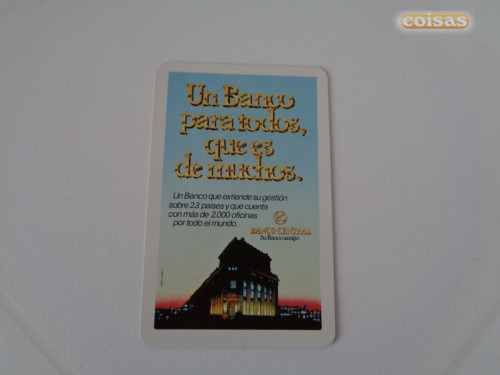 coisas
Un Banco
para todos,
que es
de muchos.
Un Banco que extiende su gestión
sobre 23 países y que cuenta
con más de 2.000 oficinas
por todo el mundo.
BANCO CENTRAL
Su Banco amigo.